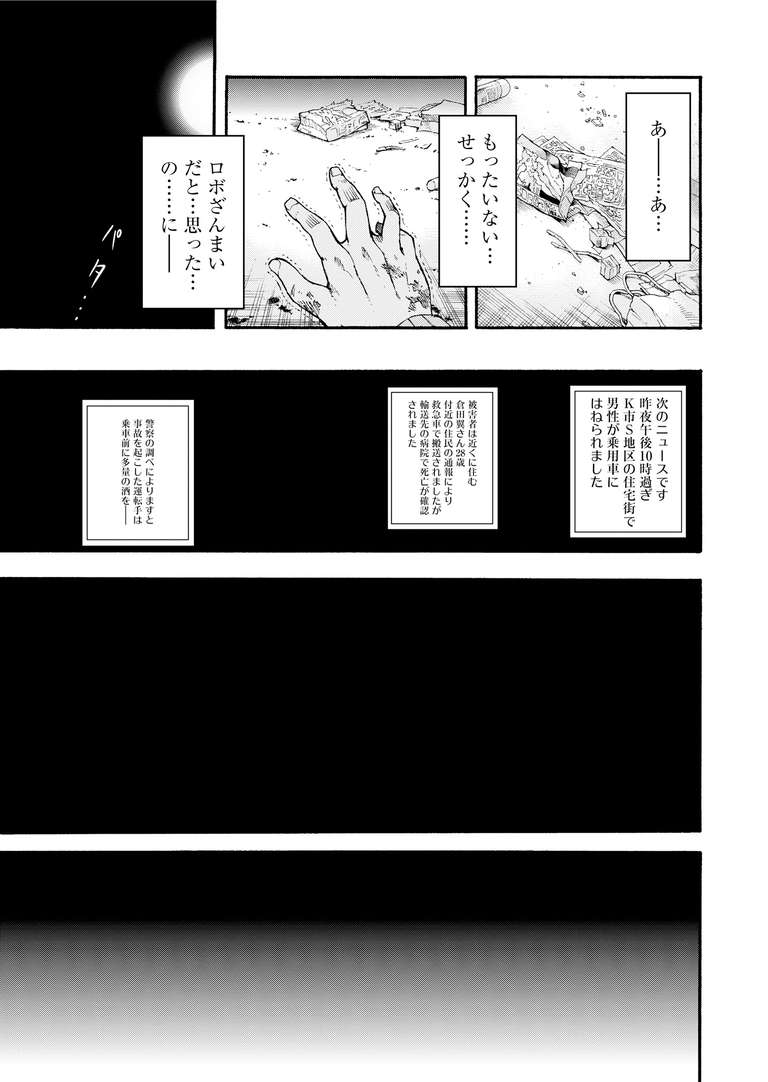 あ――…あ…
もったいない…
せっかく……
ロボざんまい
だと…思った…
の……に――
パタ…
次のニュースです
昨夜午後10時過ぎ
K市S地区の住宅街で
男性が乗用車に
はねられました
被害者は近くに住む
倉田翼さん28歳
付近の住民の通報により
救急車で搬送されましたが
輸送先の病院で死亡が確認
されました
警察の調べによりますと
事故を起こした運転手は
乗車前に多量の酒を――